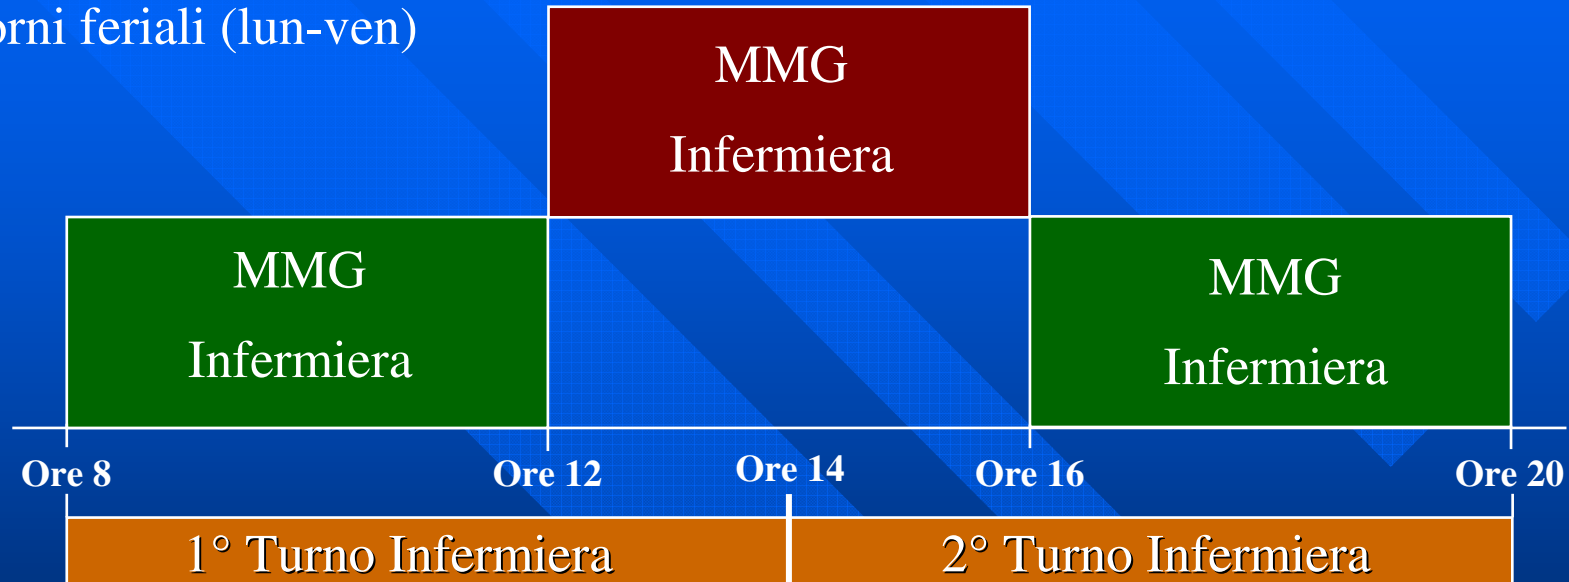 rni feriali (lun-ven)
MMG
Infermiera
MMG
Infermiera
MMG
Infermiera
Ore 8
Ore 12
Ore 14
Ore 16
Ore 20
1° Turno Infermiera
2° Turno Infermiera